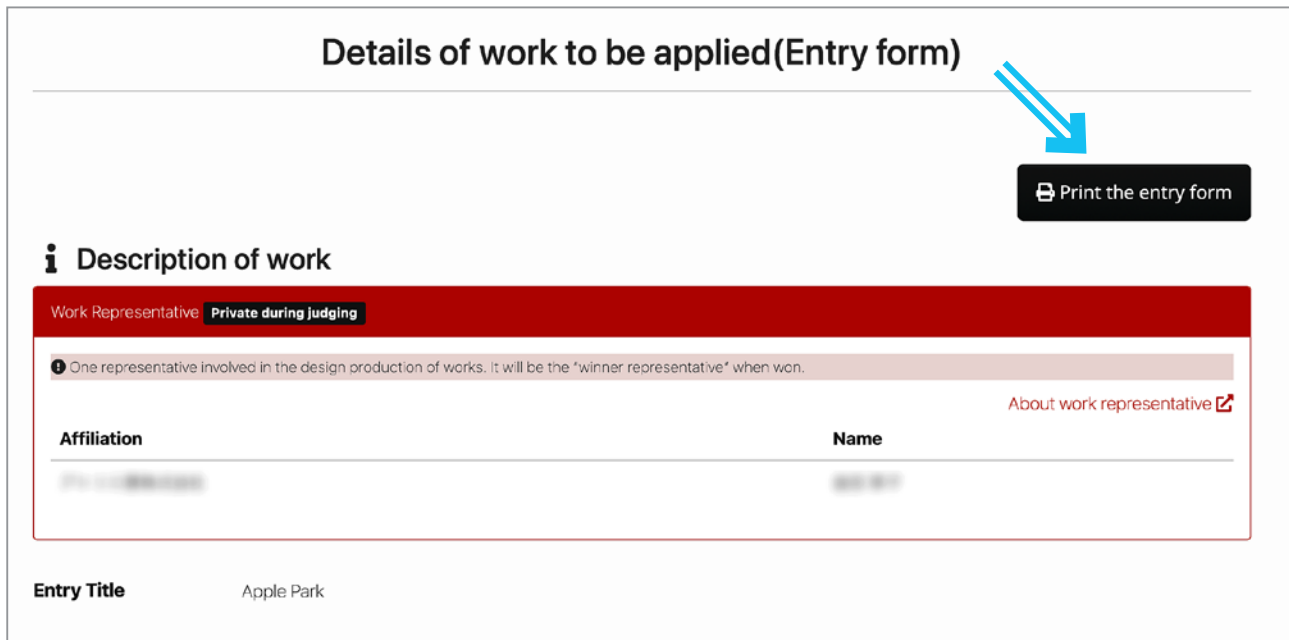 Details of work to be applied(Entry form)
Print the entry form
Description of work
Work Representative Private during judging
One representative involved in the design production of works. It will be the "winner representative" when won.
About work representative
Affiliation Name
Entry Title Apple Park